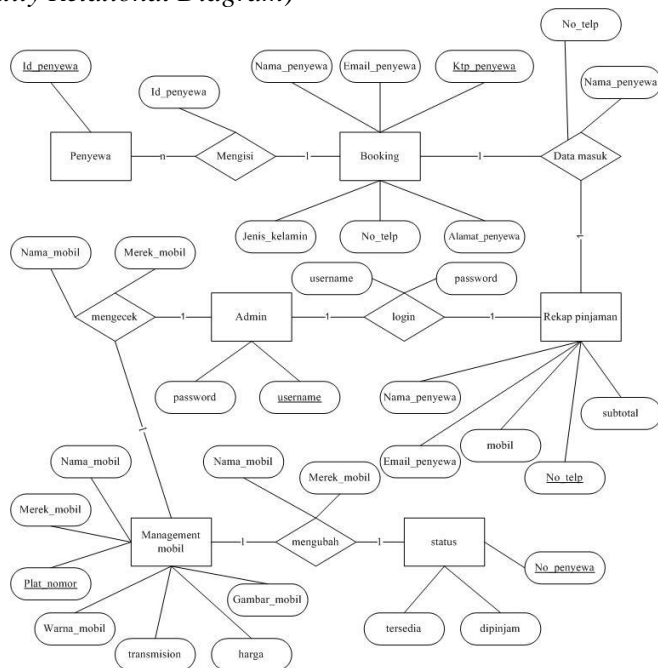 Relational Diagram)
No_telp
Id_penyewa
Nama_penyewa
Email_penyewa
Ktp_penyewa
Nama_penyewa
Id_penyewa
Penyewa
n
Mengisi
1
Booking
1
Data masuk
Jenis_kelamin
No_telp
Alamat_penyewa
1
Nama_mobil
Merek_mobil
username
password
mengecek
1
Admin
1
login
1
Rekap pinjaman
password
username
Nama_penyewa
subtotal
1
mobil
Email_penyewa
No_telp
Nama_mobil
Nama_mobil
Merek_mobil
Merek_mobil
Management
mobil
1
mengubah
1
status
Plat_nomor
No_penyewa
Gambar_mobil
Warna_mobil
transmision
harga
tersedia
dipinjam